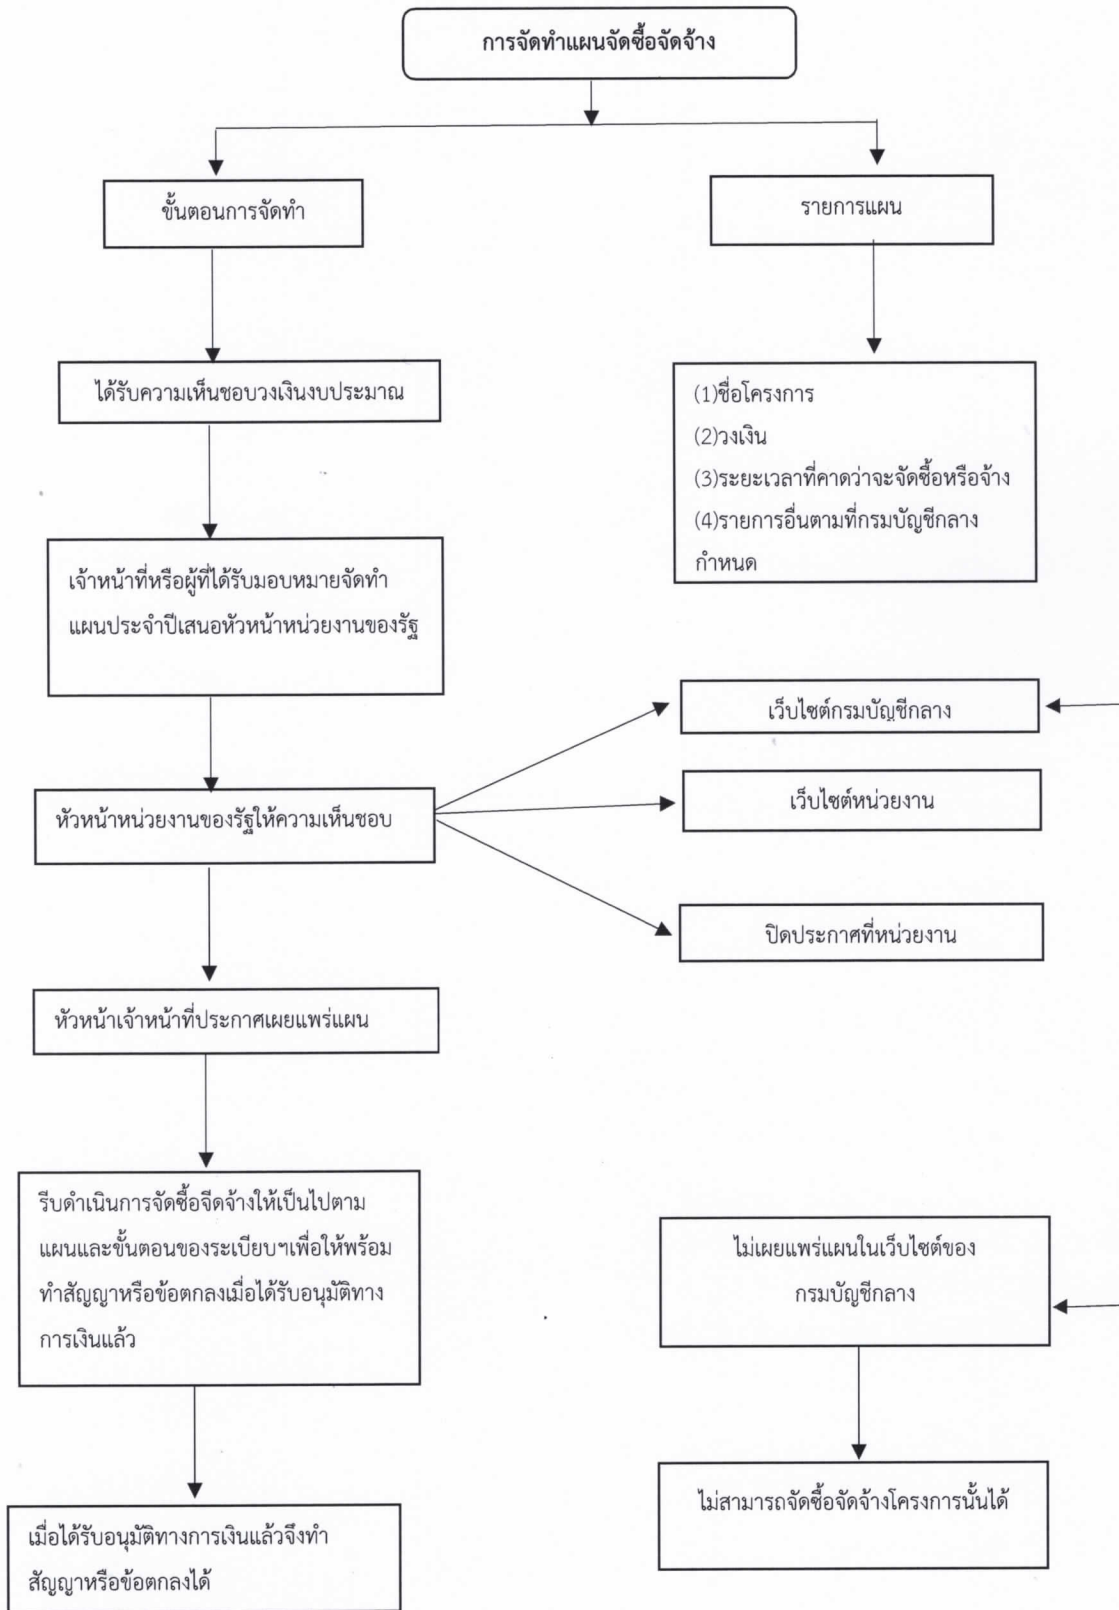 การจัดทำแผนจัดซื้อจัดจ้าง
ขั้นตอนการจัดทำ
รายการแผน
ได้รับความเห็นชอบวงเงินงบประมาณ
(1)ชื่อโครงการ
(2)วงเงิน
(3)ระยะเวลาที่คาดว่าจะจัดซื้อหรือจ้าง
(4)รายการอื่นตามที่กรมบัญชีกลาง
กำหนด
เจ้าหน้าที่หรือผู้ที่ได้รับมอบหมายจัดทำ
แผนประจำปีเสนอหัวหน้าหน่วยงานของรัฐ
เว็บไซต์กรมบัญชีกลาง
เว็บไซต์หน่วยงาน
หัวหน้าหน่วยงานของรัฐให้ความเห็นชอบ
ปิดประกาศที่หน่วยงาน
หัวหน้าเจ้าหน้าที่ประกาศเผยแพร่แผน
รีบดำเนินการจัดซื้อจีดจ้างให้เป็นไปตาม
แผนและขั้นตอนของระเบียบฯเพื่อให้พร้อม
ทำสัญญาหรือข้อตกลงเมื่อได้รับอนุมัติทาง
การเงินแล้ว
ไม่เผยแพร่แผนในเว็บไซต์ของ
กรมบัญชีกลาง
ไม่สามารถจัดซื้อจัดจ้างโครงการนั้นได้
เมื่อได้รับอนุมัติทางการเงินแล้วจึงทำ
สัญญาหรือข้อตกลงได้